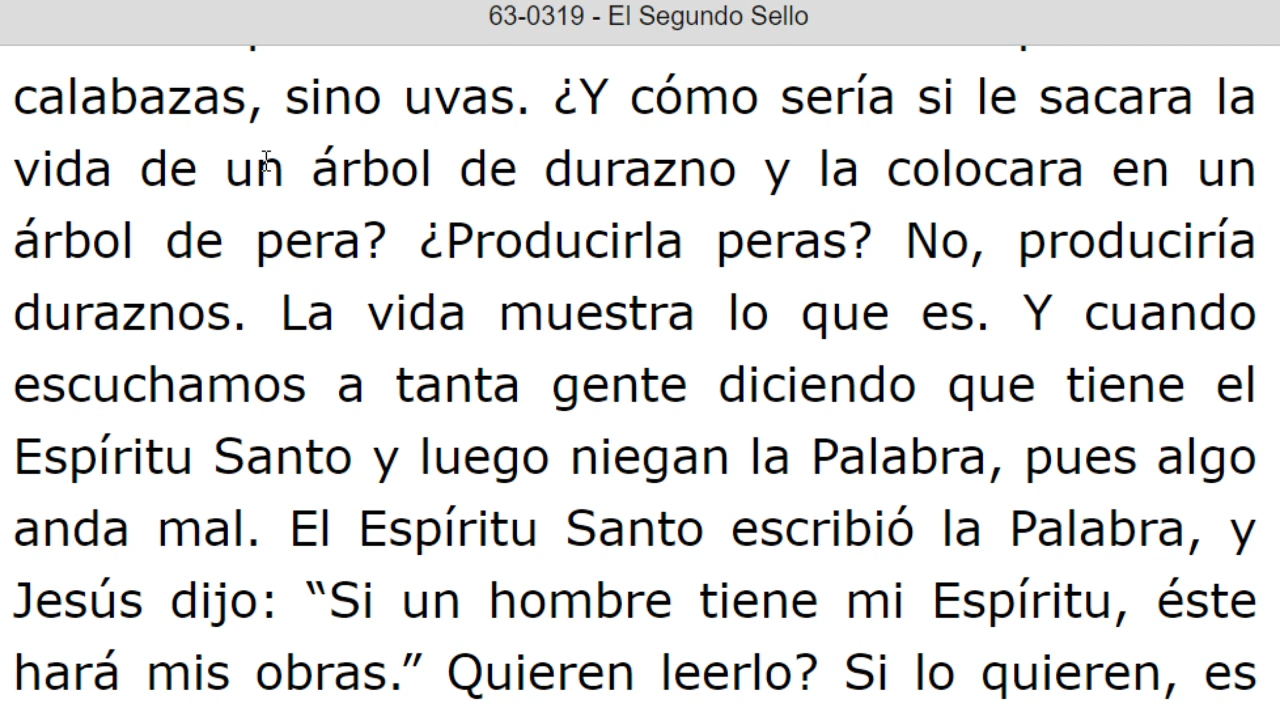 63-0319 - El Segundo Sello
calabazas, sino uvas. ¿Y cómo sería si le sacara la
vida de un árbol de durazno y la colocara en un
árbol de pera? ¿Producirla peras? No, produciría
duraznos. La vida muestra lo que es. Y cuando
escuchamos a tanta gente diciendo que tiene el
Espíritu Santo y luego niegan la Palabra, pues algo
anda mal. El Espíritu Santo escribió la Palabra, y
Jesús dijo: “Si un hombre tiene mi Espíritu, éste
hará mis obras.” Quieren leerlo? Si lo quieren, es